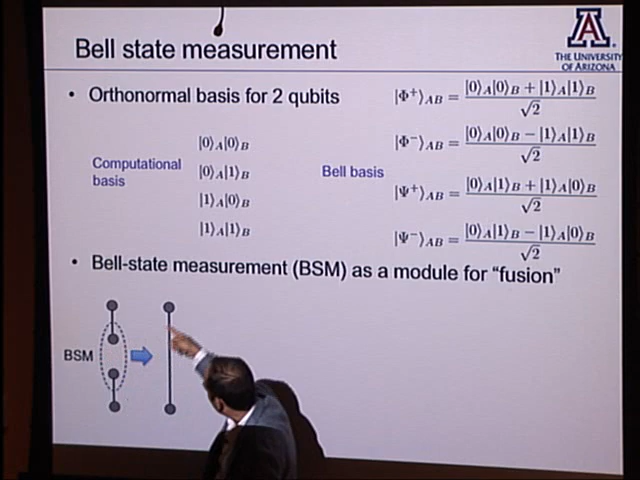 Bell state measurement
A
THE UNIVERSITY
OF ARIZONA
• Orthonormal basis for 2 qubits
Computational
basis
|0⟩_A|0⟩_B
|0⟩_A|1⟩_B
|1⟩_A|0⟩_B
|1⟩_A|1⟩_B
Bell basis
|Φ⁺⟩_AB = (|0⟩_A|0⟩_B + |1⟩_A|1⟩_B)/√2
|Φ⁻⟩_AB = (|0⟩_A|0⟩_B − |1⟩_A|1⟩_B)/√2
|Ψ⁺⟩_AB = (|0⟩_A|1⟩_B + |1⟩_A|0⟩_B)/√2
|Ψ⁻⟩_AB = (|0⟩_A|1⟩_B − |1⟩_A|0⟩_B)/√2
• Bell-state measurement (BSM) as a module for “fusion”
BSM